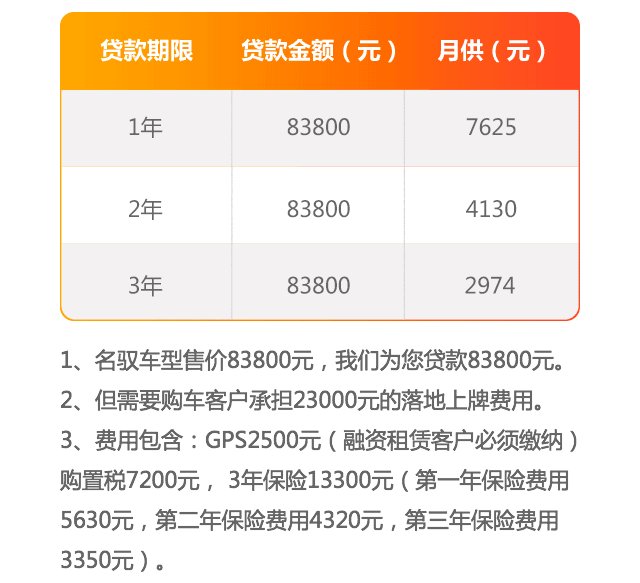 贷款期限 贷款金额（元） 月供（元）
1年 83800 7625
2年 83800 4130
3年 83800 2974
1、名驭车型售价83800元，我们为您贷款83800元。
2、但需要购车客户承担23000元的落地上牌费用。
3、费用包含：GPS2500元（融资租赁客户必须缴纳）
购置税7200元， 3年保险13300元（第一年保险费用
5630元，第二年保险费用4320元，第三年保险费用
3350元）。